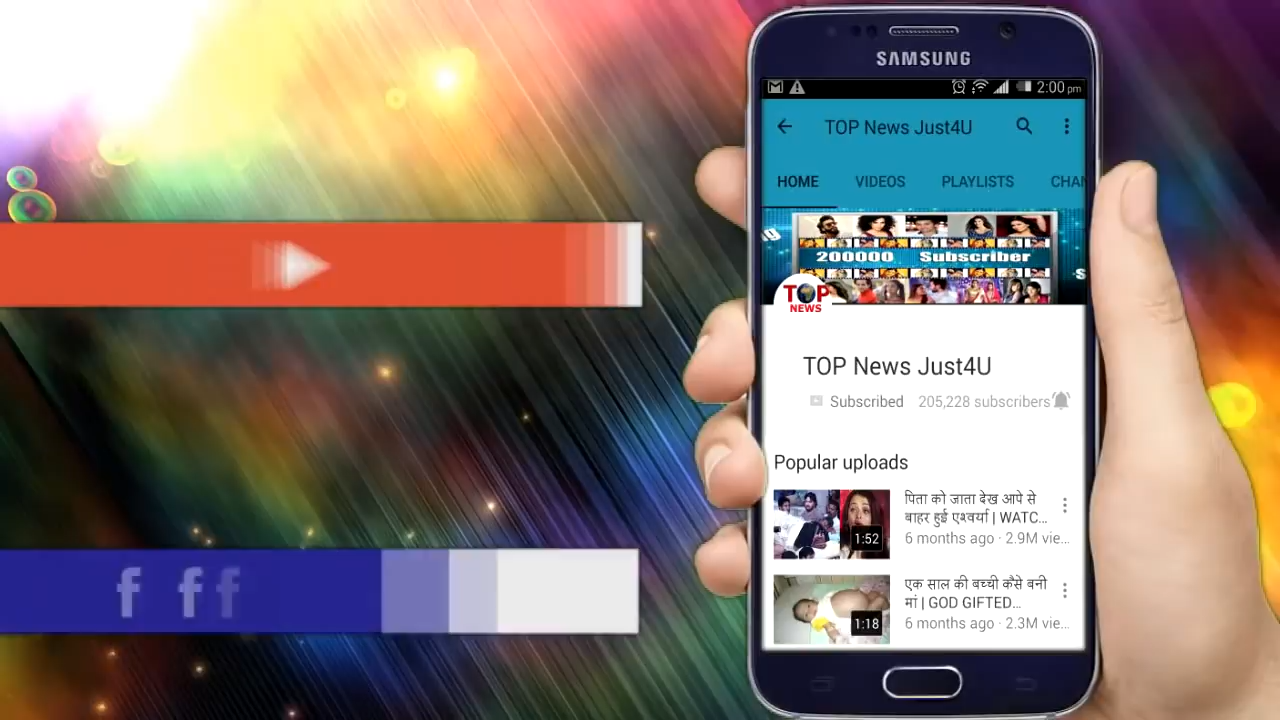 SAMSUNG
2:00 pm
TOP News Just4U
HOME VIDEOS PLAYLISTS CHAN
200000 Subscriber
TOP
NEWS
TOP News Just4U
Subscribed 205,228 subscribers
Popular uploads
पिता को जाता देख आपे से
बाहर हुई एश्वर्या | WATC...
6 months ago · 2.9M vie...
1:52
एक साल की बच्ची कैसे बनी
मां | GOD GIFTED...
6 months ago · 2.3M vie...
1:18
f f f